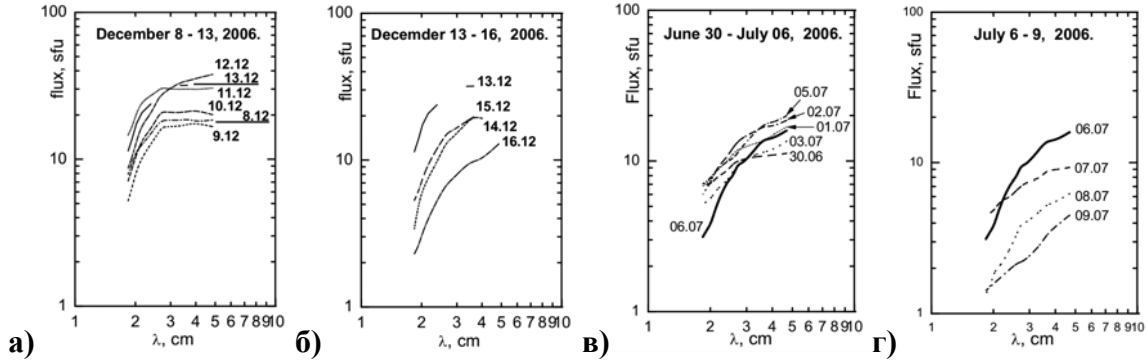 100
flux, sfu
10
1
December 8 - 13, 2006.
12.12
13.12
11.12
10.12
8.12
9.12
1 2 3 4 5 6 7 8 9 10
λ, cm
а)
100
flux, sfu
10
1
Decemder 13 - 16, 2006.
13.12
15.12
14.12
16.12
1 2 3 4 5 6 7 8 9 10
λ, cm
б)
100
Flux, sfu
10
1
June 30 - July 06, 2006.
05.07
02.07
01.07
03.07
30.06
06.07
1 2 3 4 5 6 7 8 9 10
λ, cm
в)
100
Flux, sfu
10
1
July 6 - 9, 2006.
06.07
07.07
08.07
09.07
1 2 3 4 5 6 7 8 9 10
λ, cm
г)